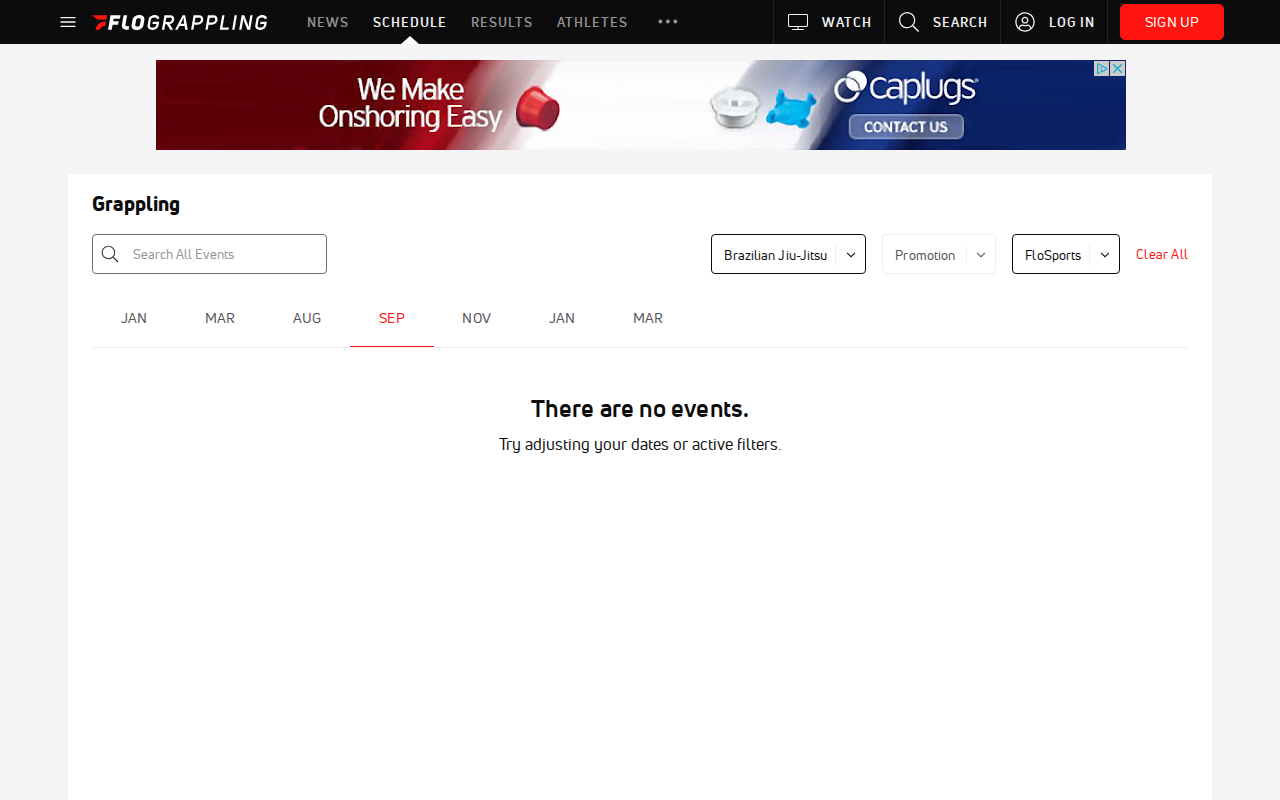 FLOGRAPPLING
NEWS
SCHEDULE
RESULTS
ATHLETES
WATCH
SEARCH
LOG IN
SIGN UP
We Make
Onshoring Easy
Caplugs®
CONTACT US
Grappling
Search All Events
Brazilian Jiu-Jitsu
Promotion
FloSports
Clear All
JAN
MAR
AUG
SEP
NOV
JAN
MAR
There are no events.
Try adjusting your dates or active filters.